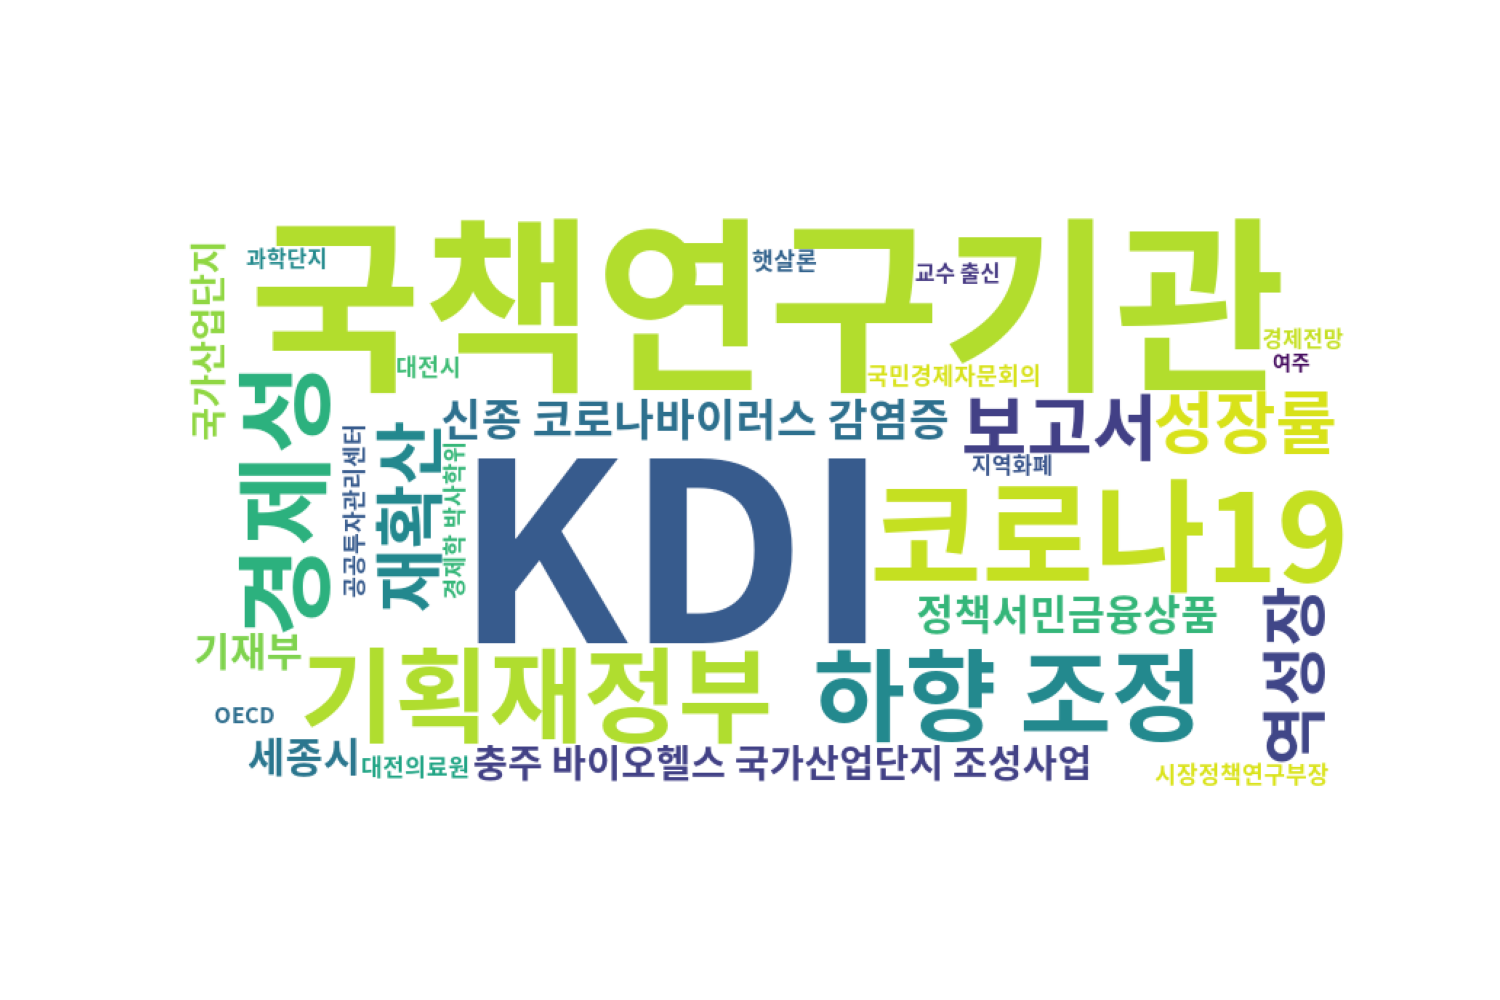 국책연구기관
과학단지
햇살론
교수 출신
국가산업단지
경제전망
여주
대전시
국민경제자문회의
경제성
신종 코로나바이러스 감염증
보고서
성장률
공공투자관리센터
재확산
경제학 박사학위
지역화폐
KDI
코로나19
정책서민금융상품
역성장
기재부
기획재정부
하향 조정
OECD
세종시
대전의료원
충주 바이오헬스 국가산업단지 조성사업
시장정책연구부장